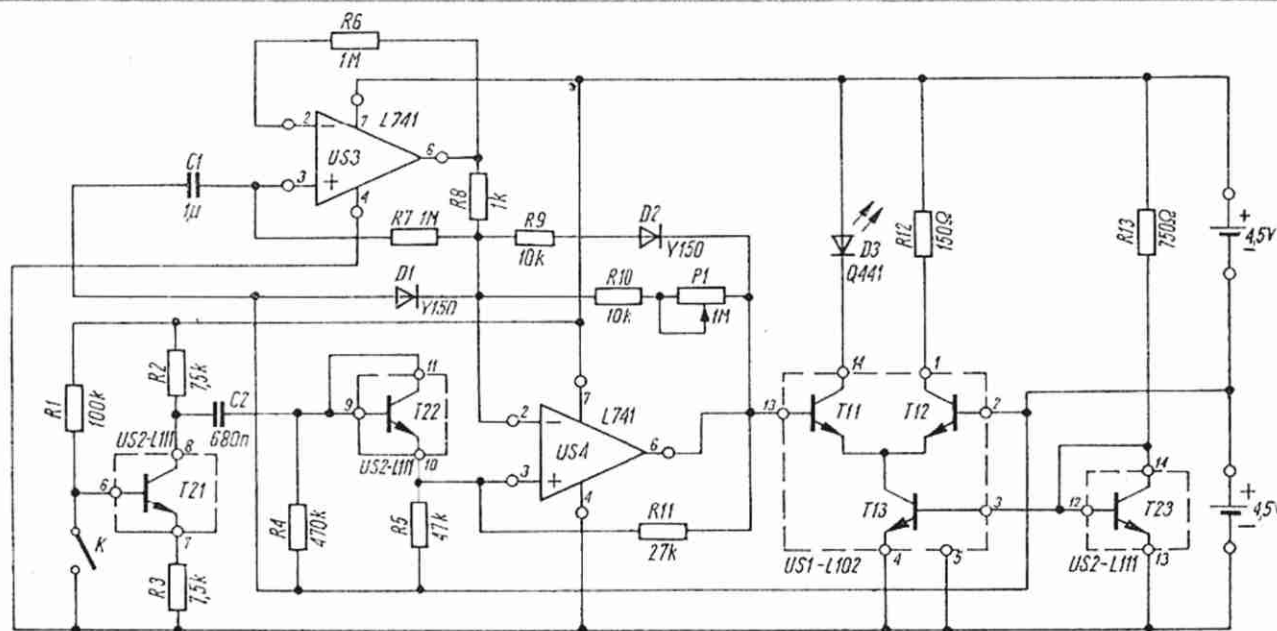 R6
1M
L741
2
7
US3
6
C1
3
4
1µ
R8
1k
R7 1M
R9
10k
D2
Y150
D1
Y150
R10
10k
P1
1M
D3
Q441
R12
150Ω
R13
750Ω
+
4,5V
−
R1
100k
R2
7,5k
C2
680n
11
9
T22
US2-L111
10
US2-L111
8
6
T21
7
K
R3
7,5k
R4
470k
R5
47k
7
L741
2
US4
6
3
4
R11
27k
14
1
13
T11
T12
2
T13
3
4
5
US1-L102
14
12
T23
US2-L111
13
+
4,5V
−